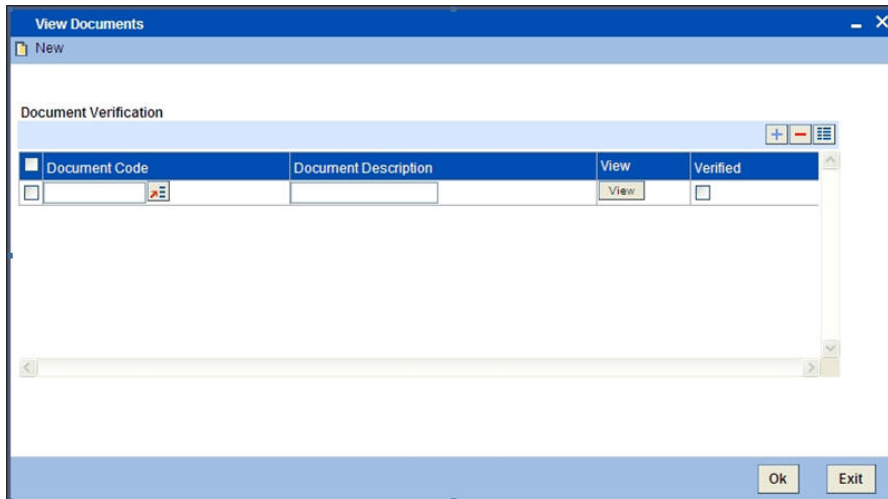 View Documents
New
Document Verification
Document Code Document Description View Verified
View
Ok Exit